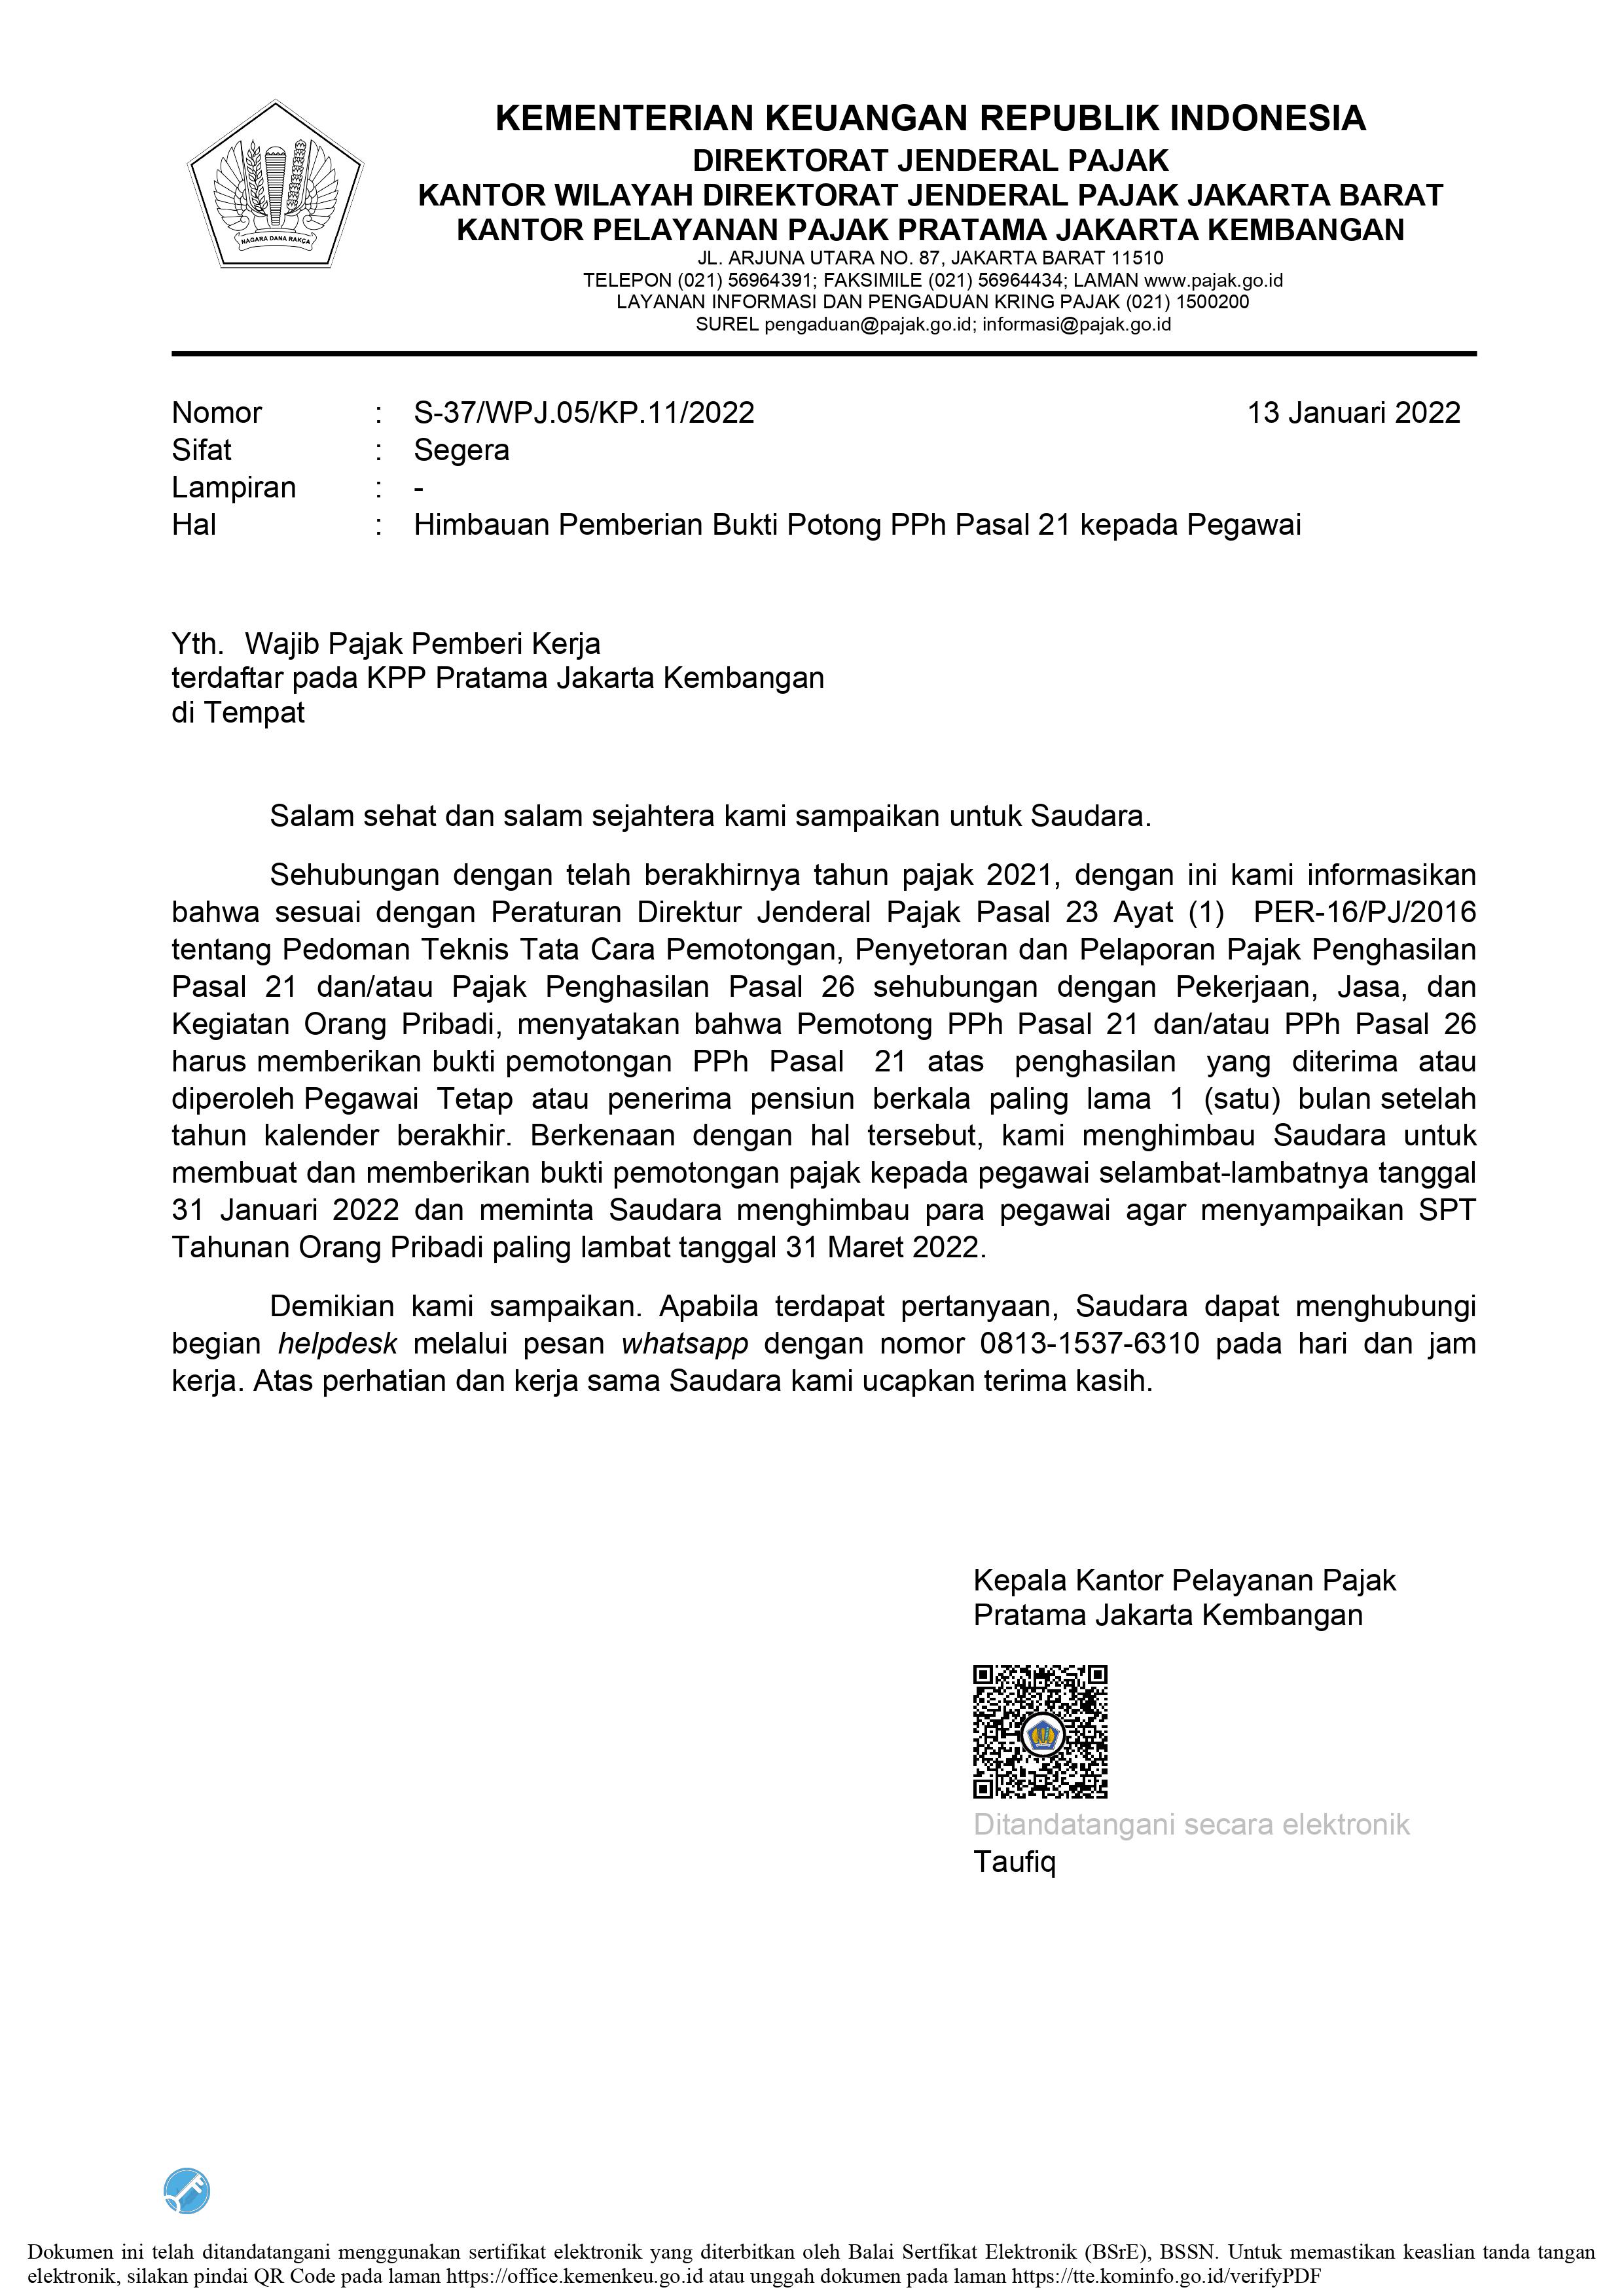 NAGARA DANA RAKÇA
KEMENTERIAN KEUANGAN REPUBLIK INDONESIA
DIREKTORAT JENDERAL PAJAK
KANTOR WILAYAH DIREKTORAT JENDERAL PAJAK JAKARTA BARAT
KANTOR PELAYANAN PAJAK PRATAMA JAKARTA KEMBANGAN
JL. ARJUNA UTARA NO. 87, JAKARTA BARAT 11510
TELEPON (021) 56964391; FAKSIMILE (021) 56964434; LAMAN www.pajak.go.id
LAYANAN INFORMASI DAN PENGADUAN KRING PAJAK (021) 1500200
SUREL pengaduan@pajak.go.id; informasi@pajak.go.id
Nomor : S-37/WPJ.05/KP.11/2022 13 Januari 2022
Sifat : Segera
Lampiran : -
Hal : Himbauan Pemberian Bukti Potong PPh Pasal 21 kepada Pegawai
Yth. Wajib Pajak Pemberi Kerja
terdaftar pada KPP Pratama Jakarta Kembangan
di Tempat
Salam sehat dan salam sejahtera kami sampaikan untuk Saudara.
Sehubungan dengan telah berakhirnya tahun pajak 2021, dengan ini kami informasikan
bahwa sesuai dengan Peraturan Direktur Jenderal Pajak Pasal 23 Ayat (1) PER-16/PJ/2016
tentang Pedoman Teknis Tata Cara Pemotongan, Penyetoran dan Pelaporan Pajak Penghasilan
Pasal 21 dan/atau Pajak Penghasilan Pasal 26 sehubungan dengan Pekerjaan, Jasa, dan
Kegiatan Orang Pribadi, menyatakan bahwa Pemotong PPh Pasal 21 dan/atau PPh Pasal 26
harus memberikan bukti pemotongan PPh Pasal 21 atas penghasilan yang diterima atau
diperoleh Pegawai Tetap atau penerima pensiun berkala paling lama 1 (satu) bulan setelah
tahun kalender berakhir. Berkenaan dengan hal tersebut, kami menghimbau Saudara untuk
membuat dan memberikan bukti pemotongan pajak kepada pegawai selambat-lambatnya tanggal
31 Januari 2022 dan meminta Saudara menghimbau para pegawai agar menyampaikan SPT
Tahunan Orang Pribadi paling lambat tanggal 31 Maret 2022.
Demikian kami sampaikan. Apabila terdapat pertanyaan, Saudara dapat menghubungi
begian helpdesk melalui pesan whatsapp dengan nomor 0813-1537-6310 pada hari dan jam
kerja. Atas perhatian dan kerja sama Saudara kami ucapkan terima kasih.
Kepala Kantor Pelayanan Pajak
Pratama Jakarta Kembangan
Ditandatangani secara elektronik
Taufiq
Dokumen ini telah ditandatangani menggunakan sertifikat elektronik yang diterbitkan oleh Balai Sertfikat Elektronik (BSrE), BSSN. Untuk memastikan keaslian tanda tangan
elektronik, silakan pindai QR Code pada laman https://office.kemenkeu.go.id atau unggah dokumen pada laman https://tte.kominfo.go.id/verifyPDF